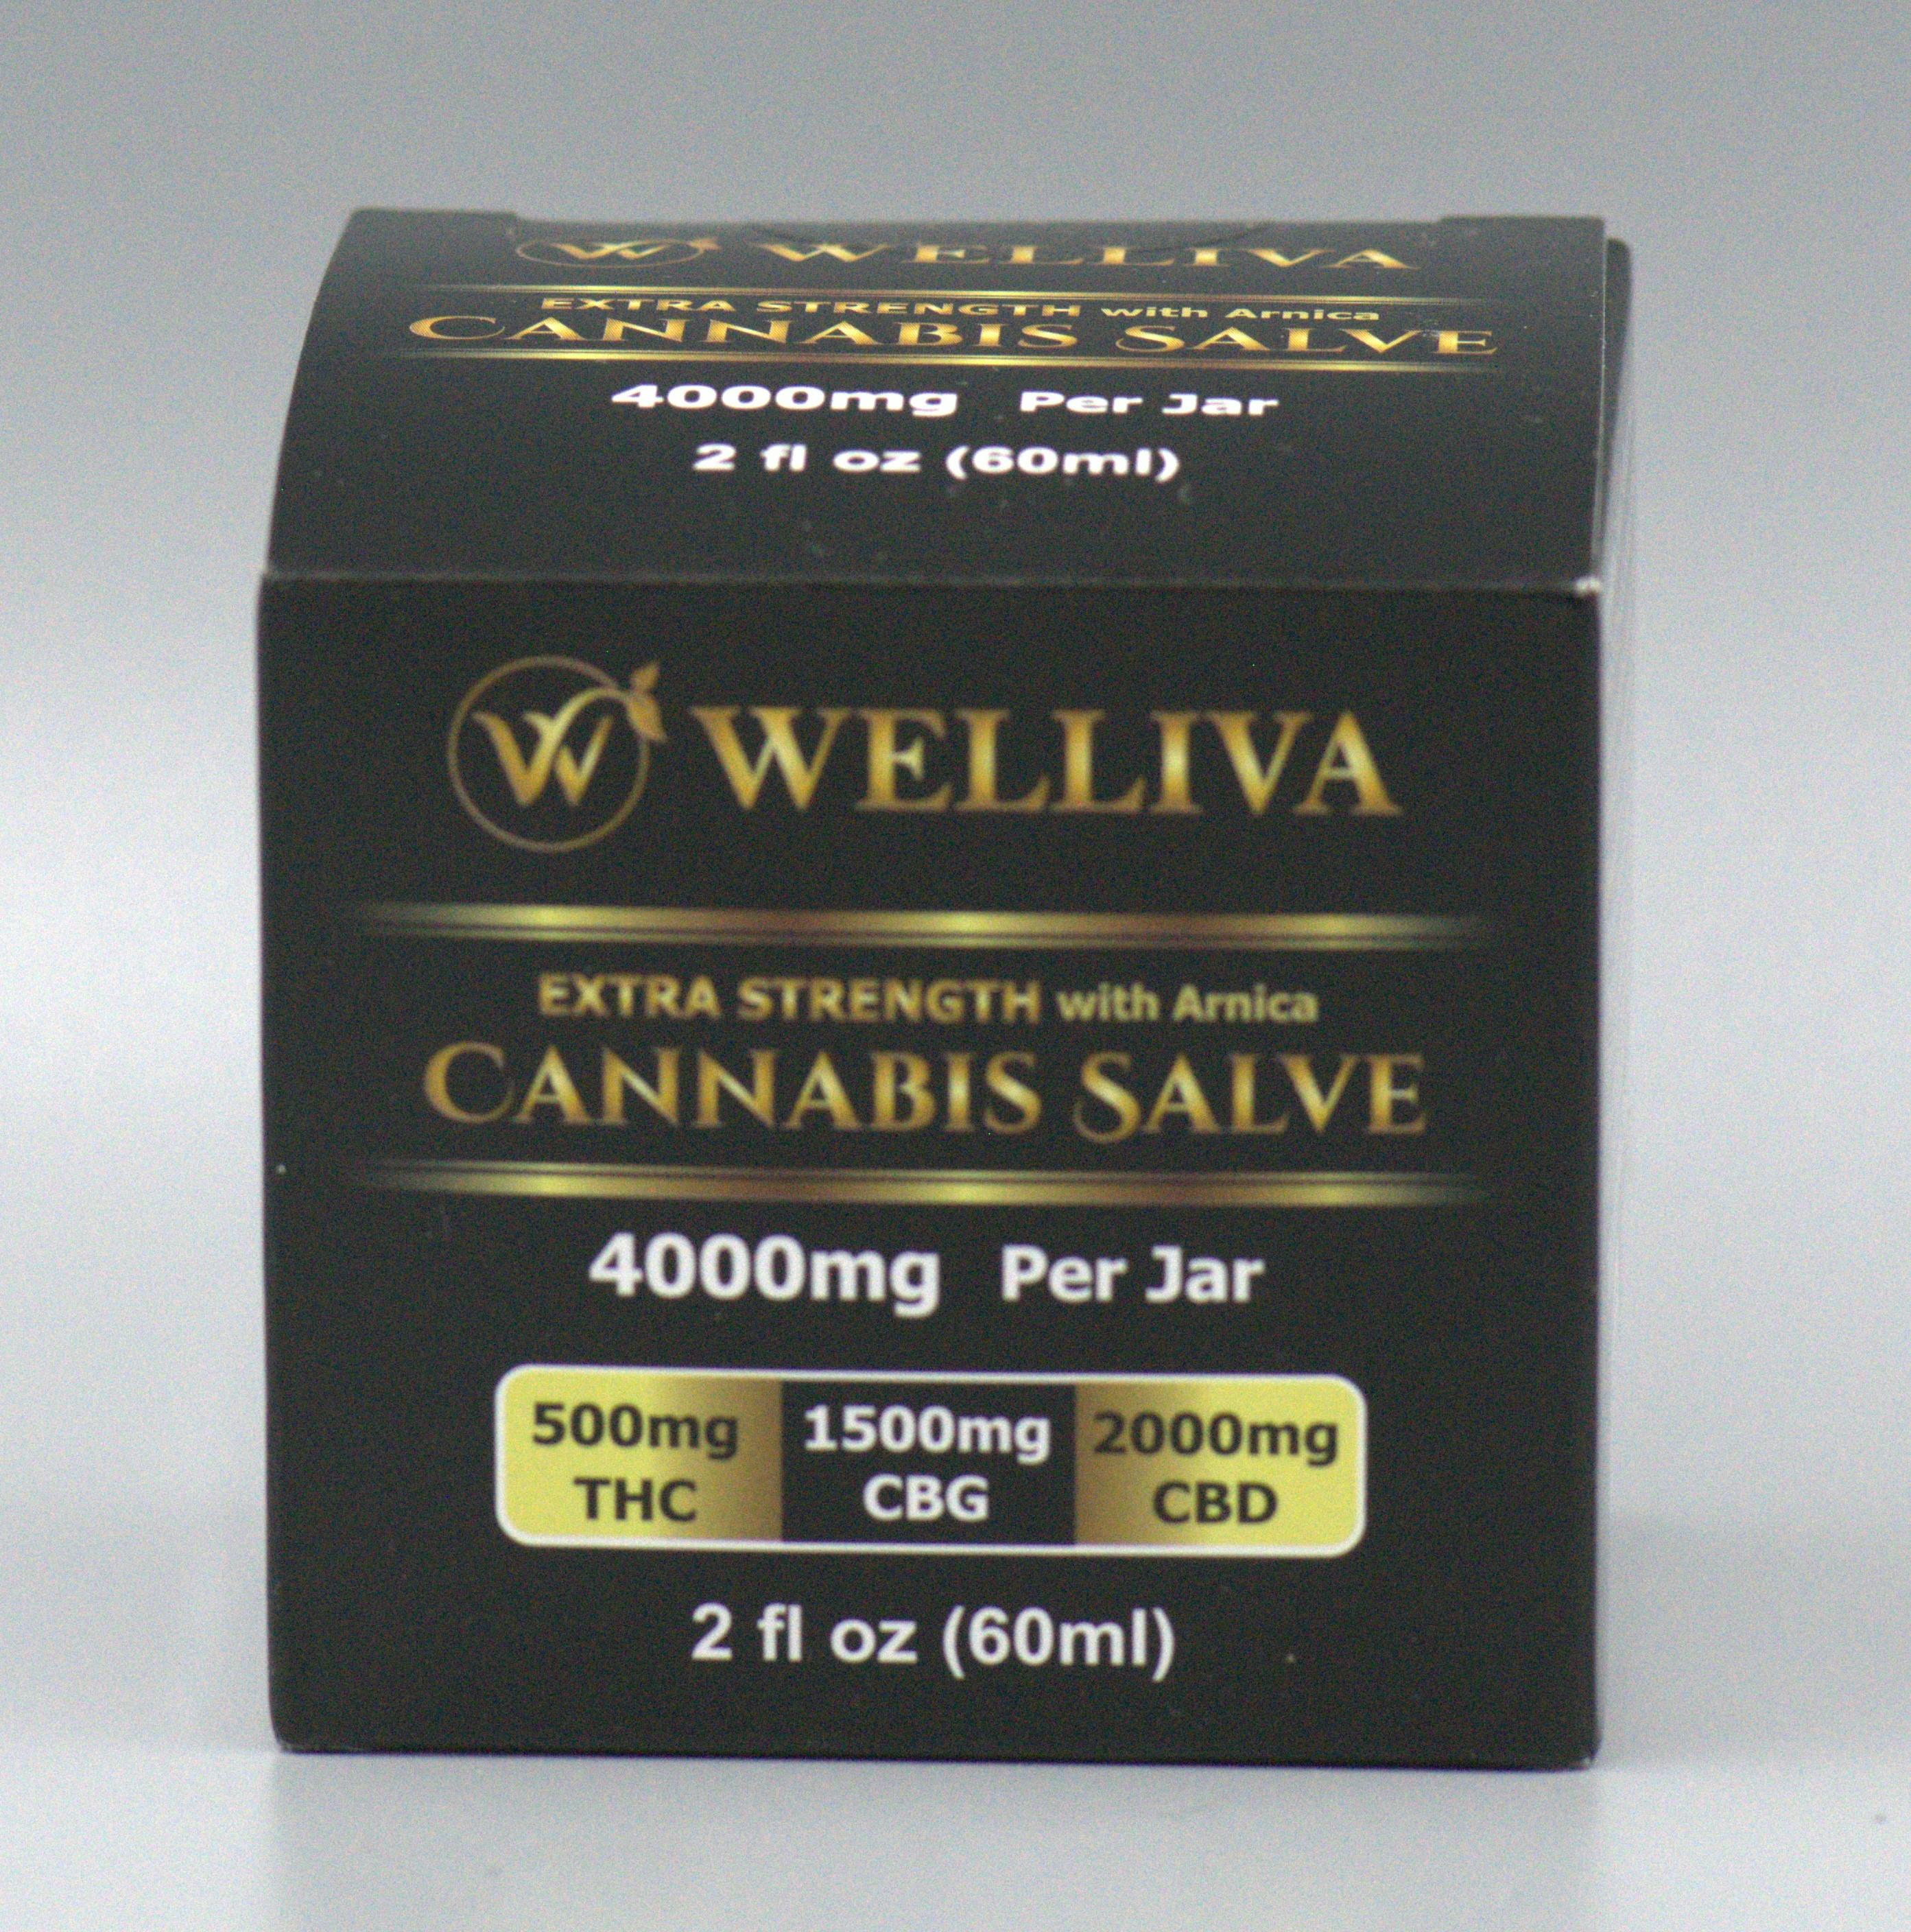 W WELLIVA
EXTRA STRENGTH with Arnica
CANNABIS SALVE
4000mg Per Jar
2 fl oz (60ml)
W WELLIVA
EXTRA STRENGTH with Arnica
CANNABIS SALVE
4000mg Per Jar
500mg 1500mg 2000mg
THC CBG CBD
2 fl oz (60ml)